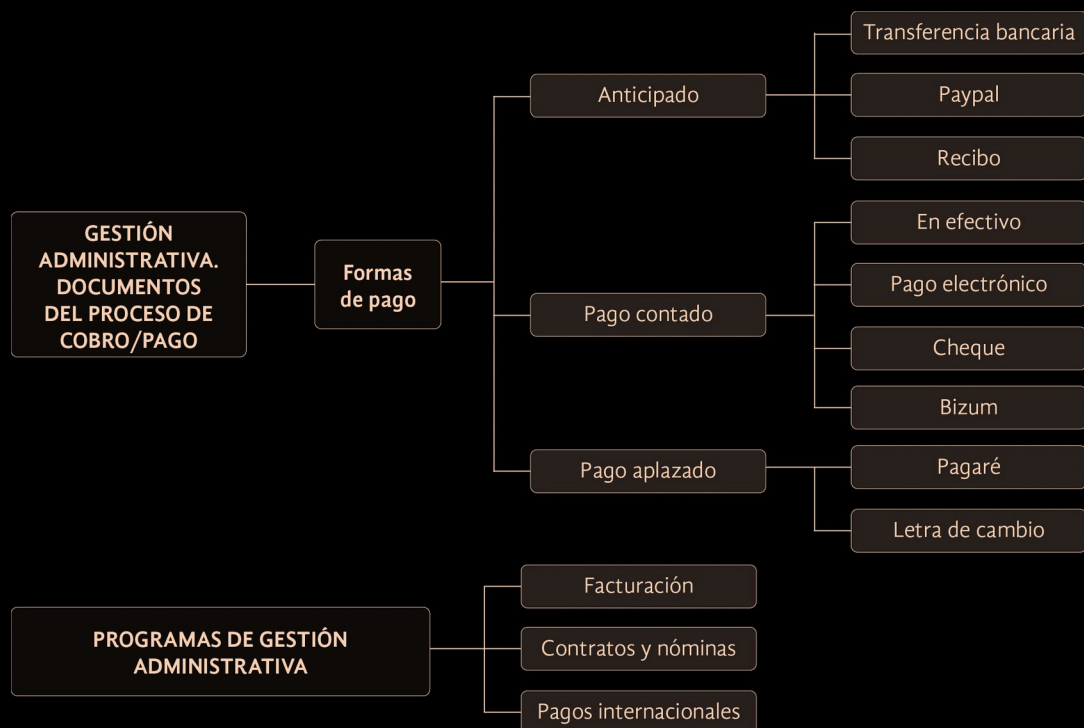 GESTIÓN
ADMINISTRATIVA.
DOCUMENTOS
DEL PROCESO DE
COBRO/PAGO
Formas
de pago
Anticipado
Transferencia bancaria
Paypal
Recibo
Pago contado
En efectivo
Pago electrónico
Cheque
Bizum
Pago aplazado
Pagaré
Letra de cambio
PROGRAMAS DE GESTIÓN
ADMINISTRATIVA
Facturación
Contratos y nóminas
Pagos internacionales